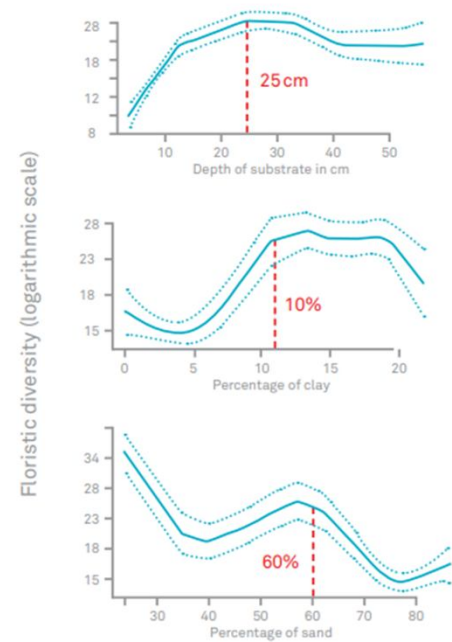 Floristic diversity (logarithmic scale)
28
18
12
8
25 cm
10 20 30 40 50
Depth of substrate in cm
28
23
18
15
10%
0 5 10 15 20
Percentage of clay
34
28
23
18
15
60%
30 40 50 60 70 80
Percentage of sand